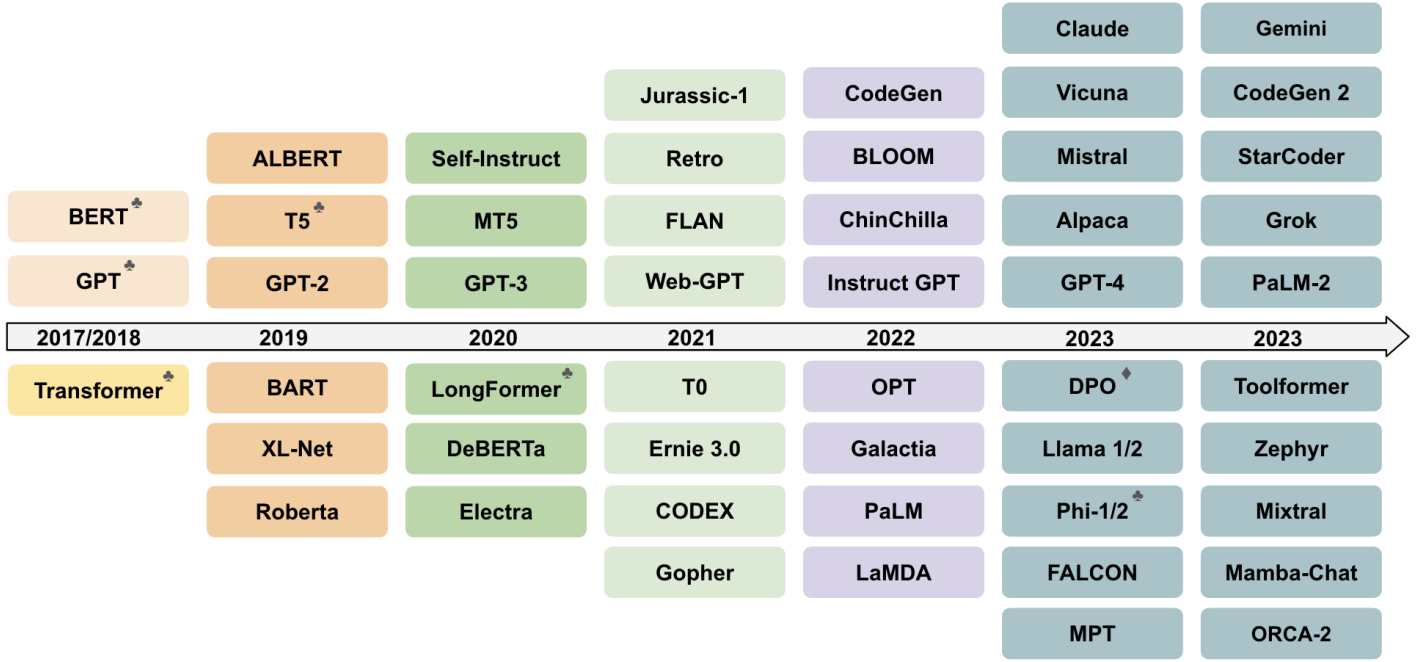 Claude
Gemini
Jurassic-1
CodeGen
Vicuna
CodeGen 2
ALBERT
Self-Instruct
Retro
BLOOM
Mistral
StarCoder
BERT♣
T5♣
MT5
FLAN
ChinChilla
Alpaca
Grok
GPT♣
GPT-2
GPT-3
Web-GPT
Instruct GPT
GPT-4
PaLM-2
2017/2018
2019
2020
2021
2022
2023
2023
Transformer♣
BART
LongFormer♣
T0
OPT
DPO♦
Toolformer
XL-Net
DeBERTa
Ernie 3.0
Galactia
Llama 1/2
Zephyr
Roberta
Electra
CODEX
PaLM
Phi-1/2♣
Mixtral
Gopher
LaMDA
FALCON
Mamba-Chat
MPT
ORCA-2